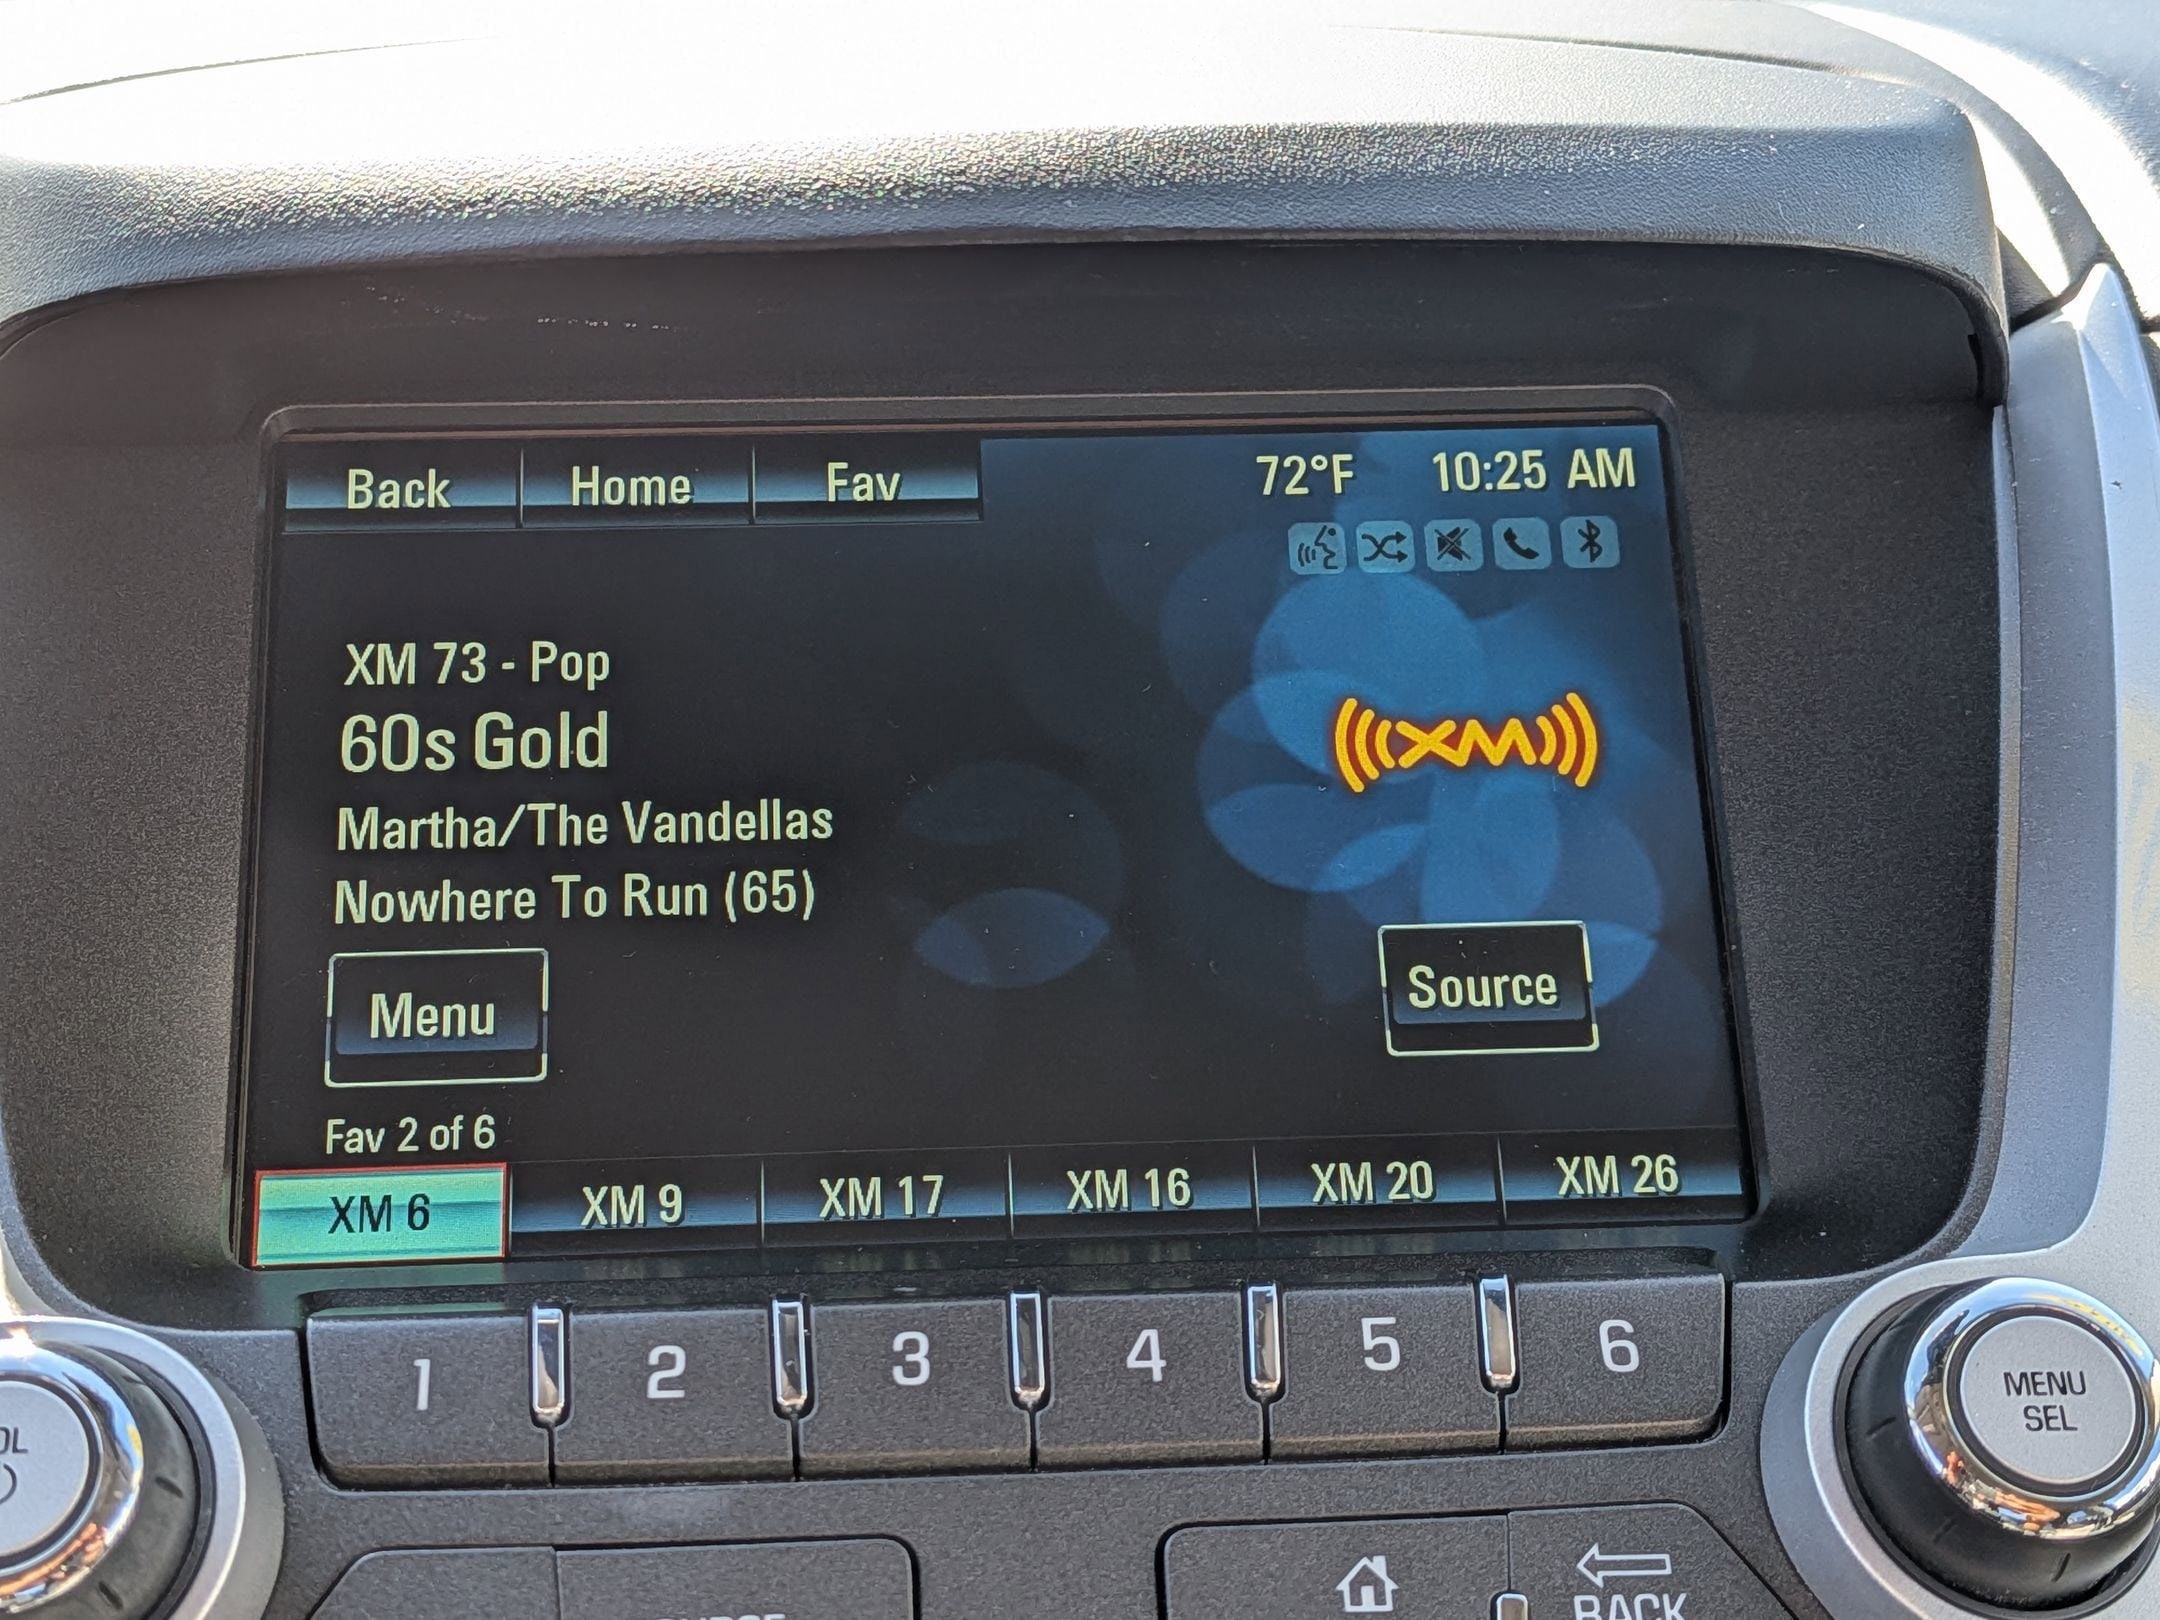 Back Home Fav 72°F 10:25 AM
XM 73 - Pop
60s Gold
XM
Martha/The Vandellas
Nowhere To Run (65)
Menu Source
Fav 2 of 6
XM 6 XM 9 XM 17 XM 16 XM 20 XM 26
1 2 3 4 5 6
MENU
SEL
BACK